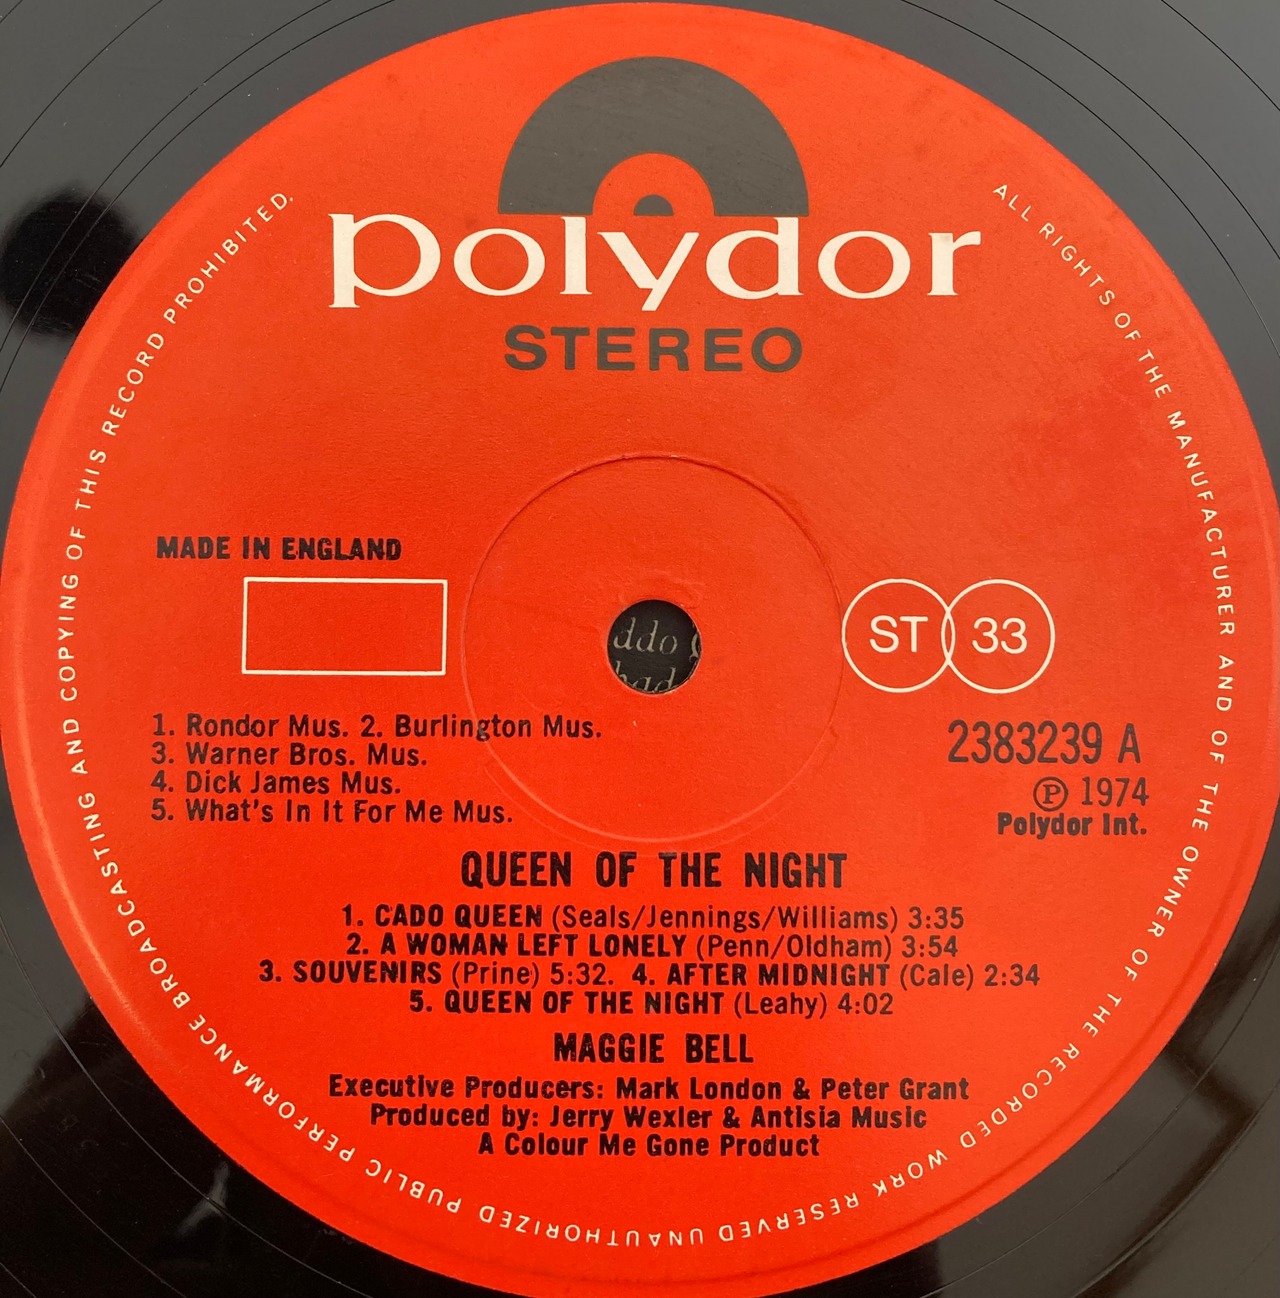 polydor
STEREO
ALL RIGHTS OF THE MANUFACTURER AND OF THE OWNER OF THE RECORDED WORK RESERVED UNAUTHORIZED PUBLIC PERFORMANCE BROADCASTING AND COPYING OF THIS RECORD PROHIBITED.
MADE IN ENGLAND
ST 33
ddo
had
1. Rondor Mus. 2. Burlington Mus.
3. Warner Bros. Mus.
4. Dick James Mus.
5. What's In It For Me Mus.
2383239 A
Ⓟ 1974
Polydor Int.
QUEEN OF THE NIGHT
1. CADO QUEEN (Seals/Jennings/Williams) 3:35
2. A WOMAN LEFT LONELY (Penn/Oldham) 3:54
3. SOUVENIRS (Prine) 5:32. 4. AFTER MIDNIGHT (Cale) 2:34
5. QUEEN OF THE NIGHT (Leahy) 4:02
MAGGIE BELL
Executive Producers: Mark London & Peter Grant
Produced by: Jerry Wexler & Antisia Music
A Colour Me Gone Product